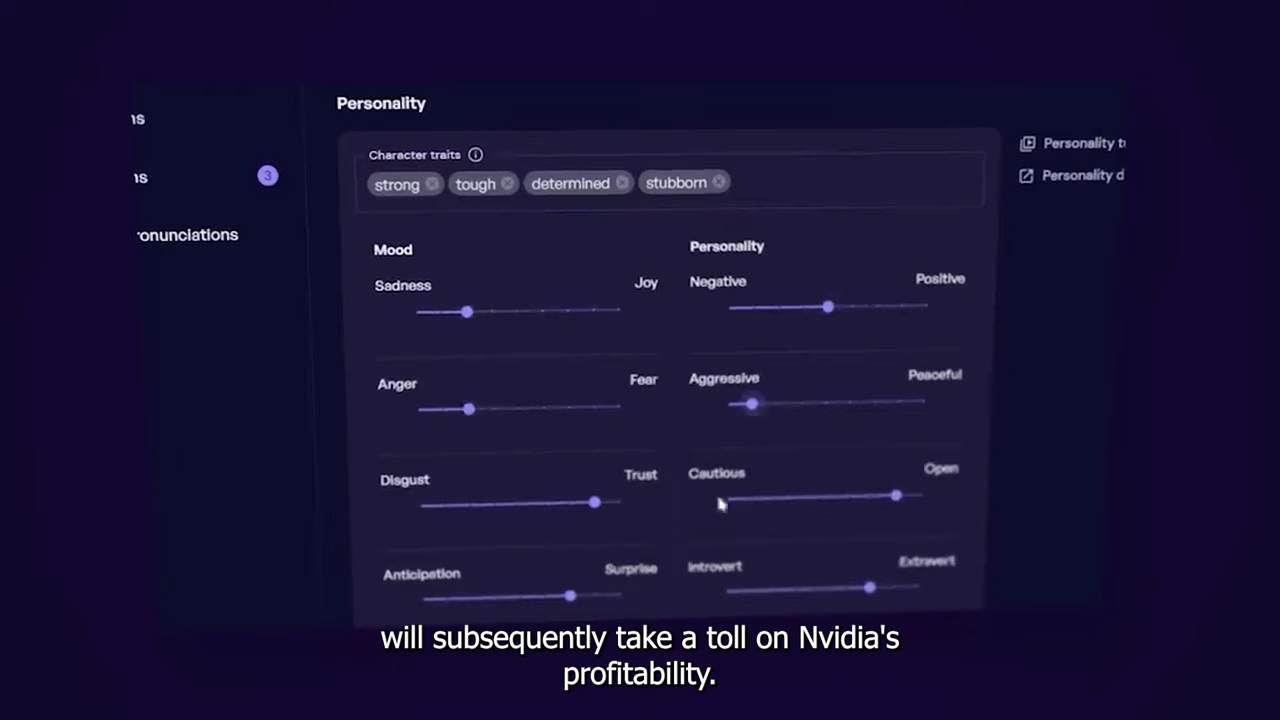 ns
Personality
Character traits
Personality t
strong tough determined stubborn
ns
3
Personality d
ronunciations
Mood
Sadness
Joy
Anger
Fear
Disgust
Trust
Anticipation
Surprise
Personality
Negative
Positive
Aggressive
Peaceful
Cautious
Open
Introvert
Extravert
will subsequently take a toll on Nvidia's
profitability.